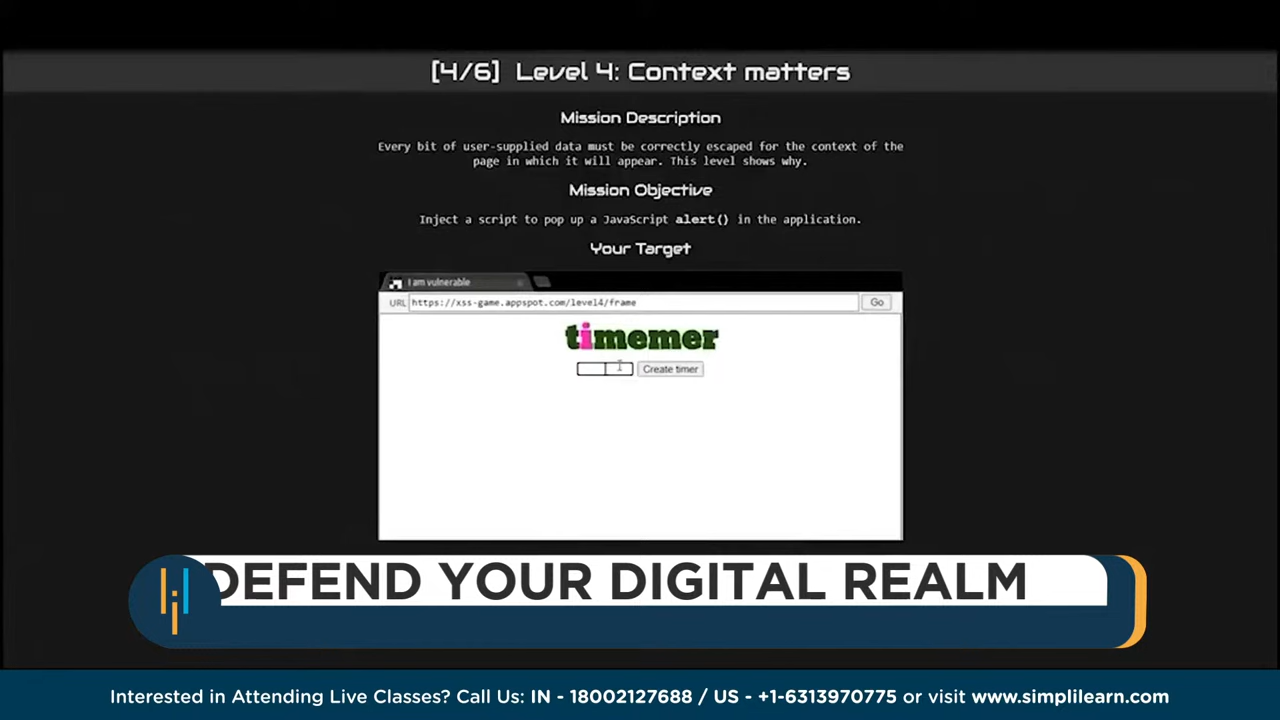 [4/6] Level 4: Context matters
Mission Description
Every bit of user-supplied data must be correctly escaped for the context of the
page in which it will appear. This level shows why.
Mission Objective
Inject a script to pop up a JavaScript alert() in the application.
Your Target
I am vulnerable
URL https://xss-game.appspot.com/level4/frame Go
timemer
Create timer
DEFEND YOUR DIGITAL REALM
Interested in Attending Live Classes? Call Us: IN - 18002127688 / US - +1-6313970775 or visit www.simplilearn.com